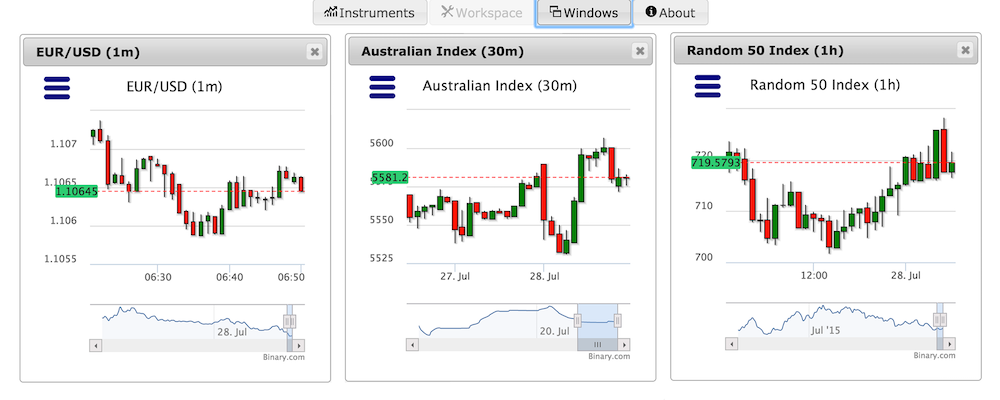 Instruments Workspace Windows About
EUR/USD (1m)
EUR/USD (1m)
1.107
1.1065
1.10645
1.106
1.1055
06:30 06:40 06:50
28. Jul
Binary.com
Australian Index (30m)
Australian Index (30m)
5600
5581.2
5550
5525
27. Jul 28. Jul
20. Jul
Binary.com
Random 50 Index (1h)
Random 50 Index (1h)
720
719.5793
710
700
12:00 28. Jul
Jul '15
Binary.com